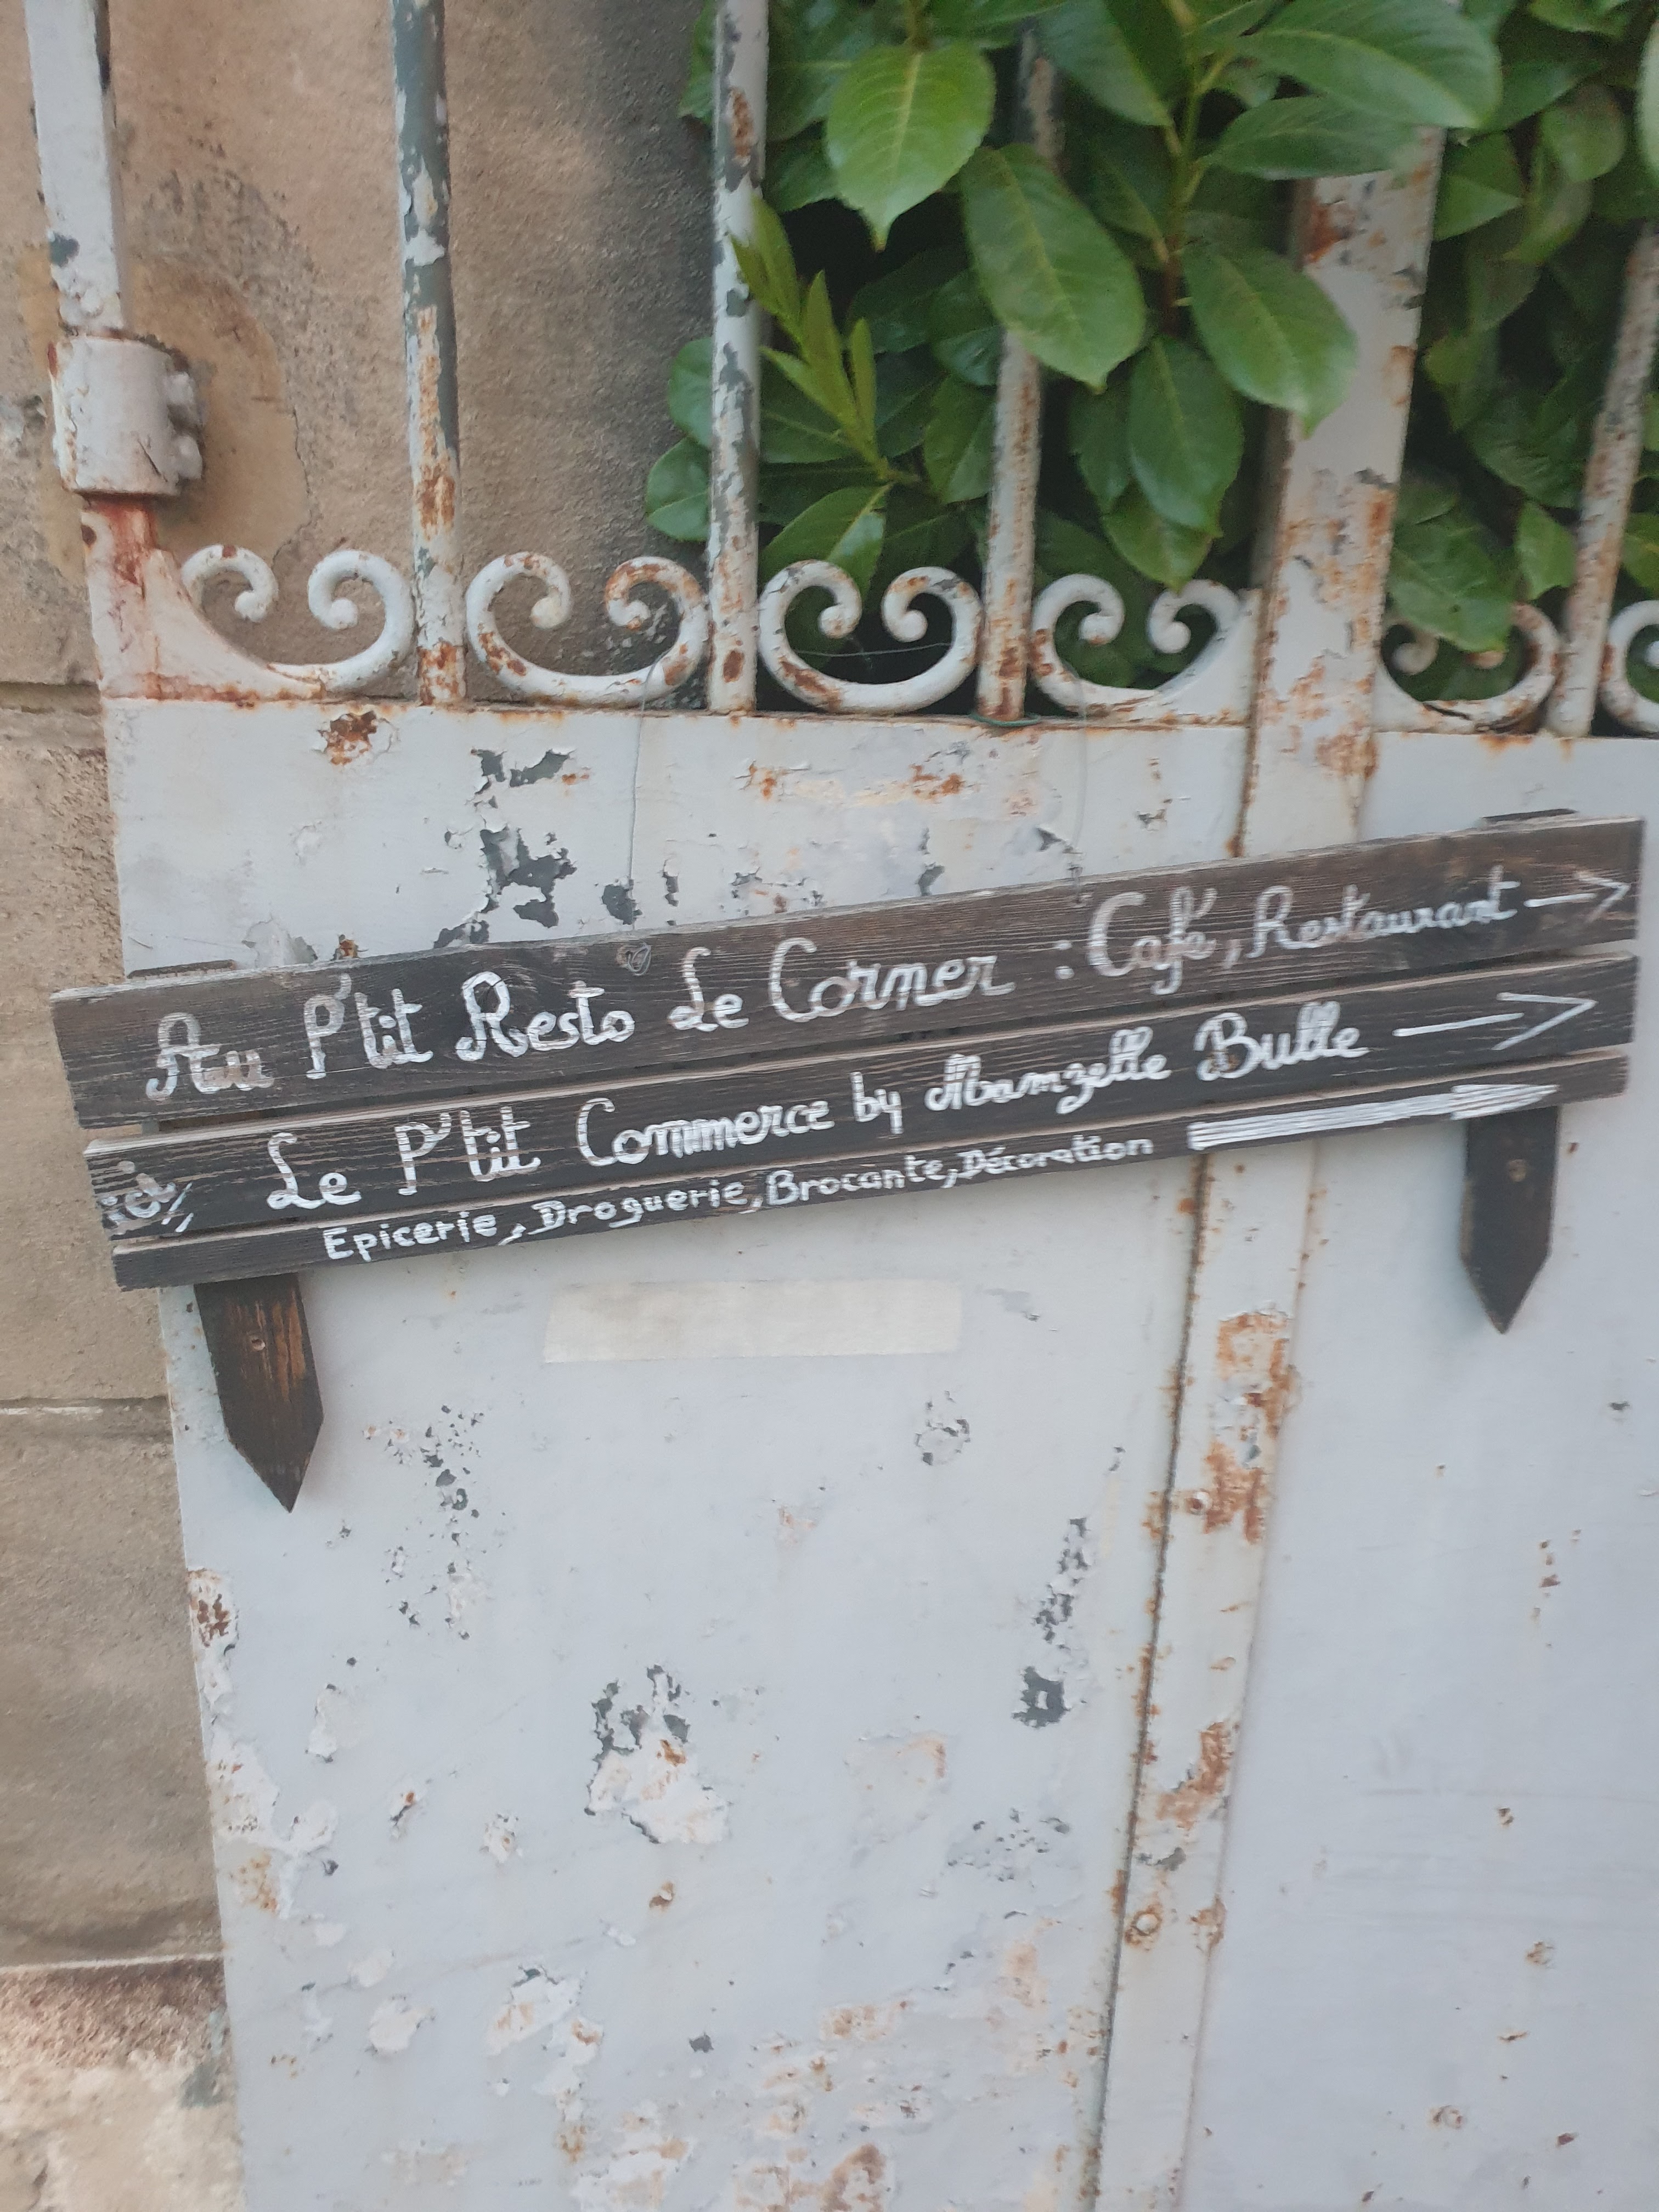 Au P'tit Resto Le Corner : Café, Restaurant →
Le P'tit Commerce by Mamzelle Bulle →
Epicerie, Droguerie, Brocante, Décoration